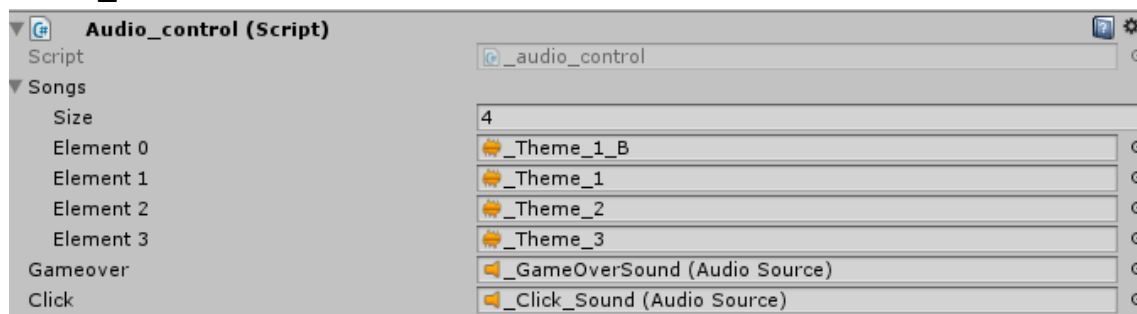 Audio_control (Script)
Script _audio_control
Songs
Size 4
Element 0 _Theme_1_B
Element 1 _Theme_1
Element 2 _Theme_2
Element 3 _Theme_3
Gameover _GameOverSound (Audio Source)
Click _Click_Sound (Audio Source)